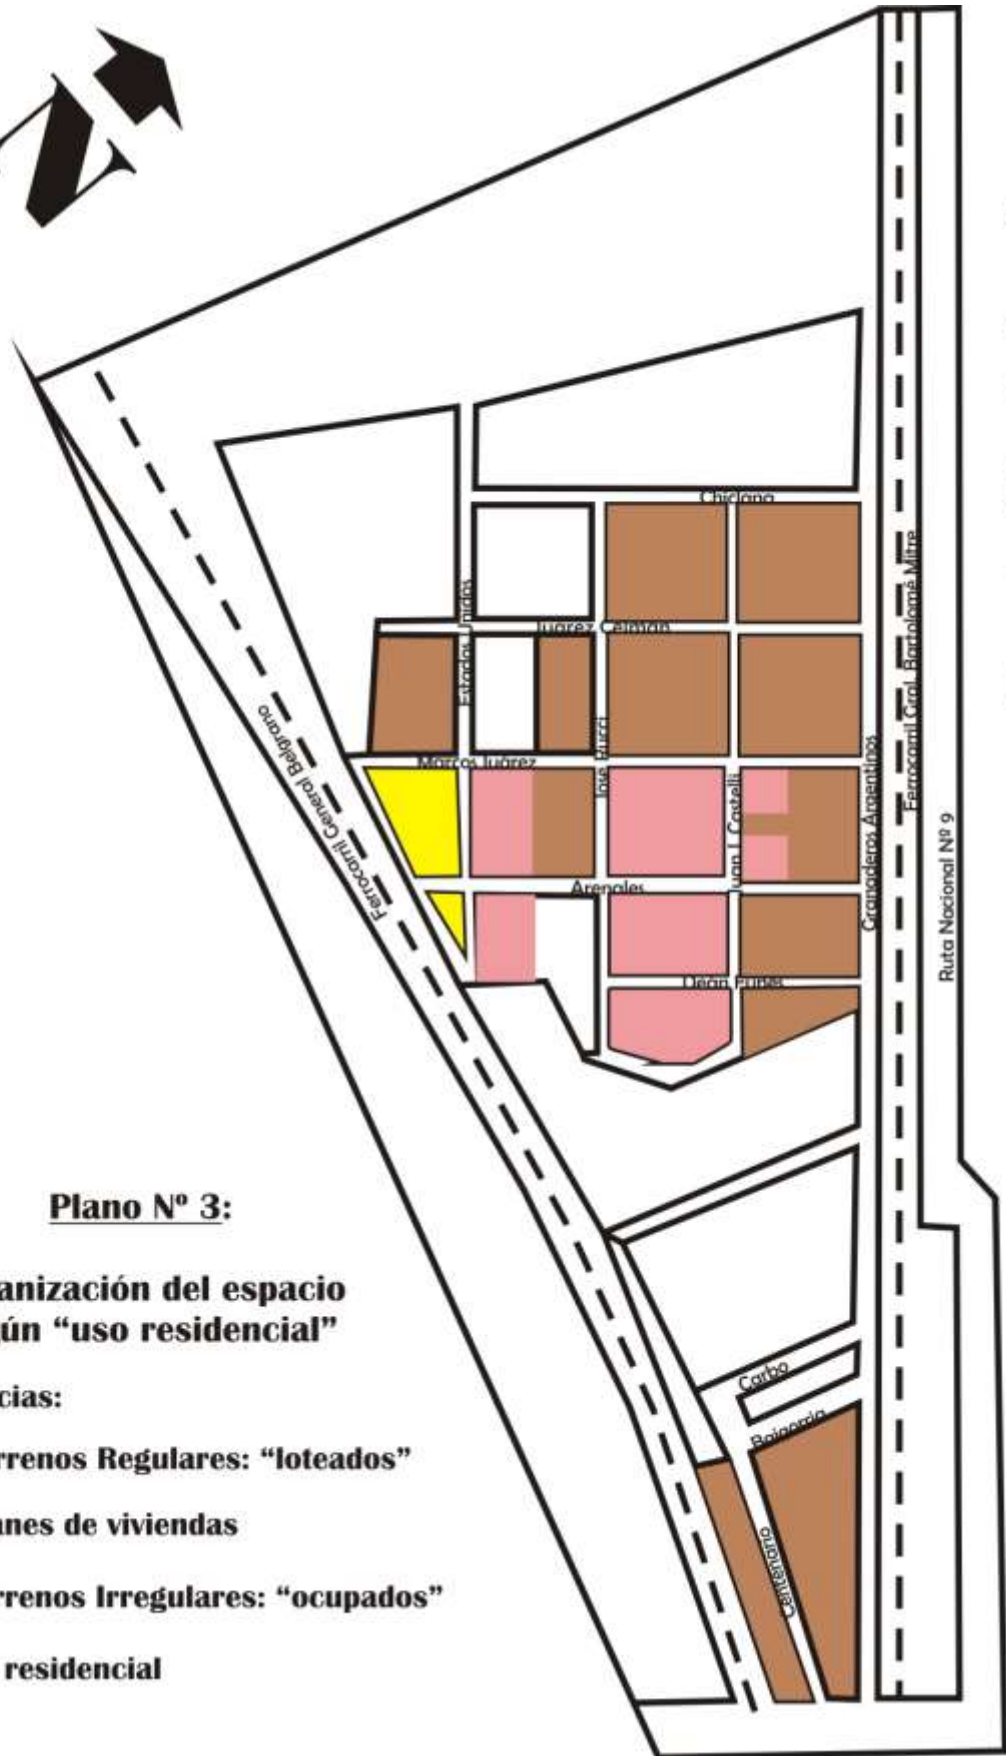 N
Chiclana
Estados Unidos
Juarez Celman
Ferrocarril Gral. Bartolomé Mitre
Ferrocarril General Belgrano
Marcos Juárez
José Rucci
Juan J. Castelli
Granaderos Argentinos
Ruta Nacional Nº 9
Arenales
Deán Funes
Plano Nº 3:
anización del espacio
ún “uso residencial”
cias:
rrenos Regulares: “loteados”
anes de viviendas
rrenos Irregulares: “ocupados”
residencial
Carbo
Baigorria
Centenario